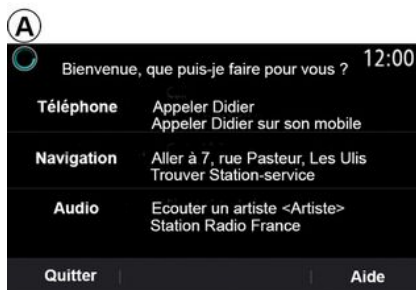 A
12:00
Bienvenue, que puis-je faire pour vous ?
Téléphone
Appeler Didier
Appeler Didier sur son mobile
Navigation
Aller à 7, rue Pasteur, Les Ulis
Trouver Station-service
Audio
Ecouter un artiste <Artiste>
Station Radio France
Quitter
Aide